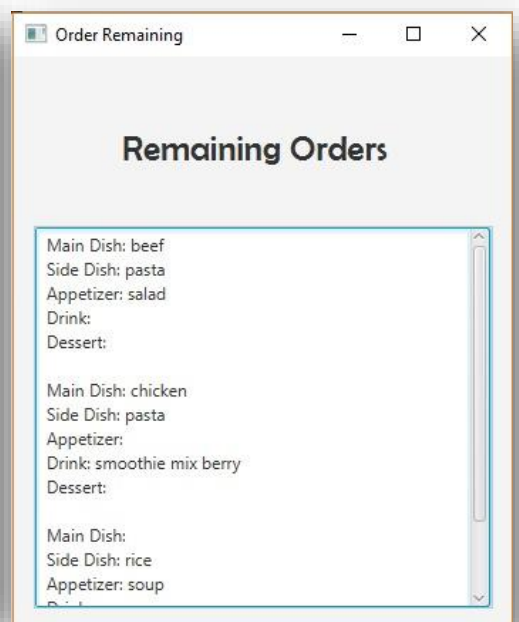 Order Remaining
Remaining Orders
Main Dish: beef
Side Dish: pasta
Appetizer: salad
Drink:
Dessert:
Main Dish: chicken
Side Dish: pasta
Appetizer:
Drink: smoothie mix berry
Dessert:
Main Dish:
Side Dish: rice
Appetizer: soup